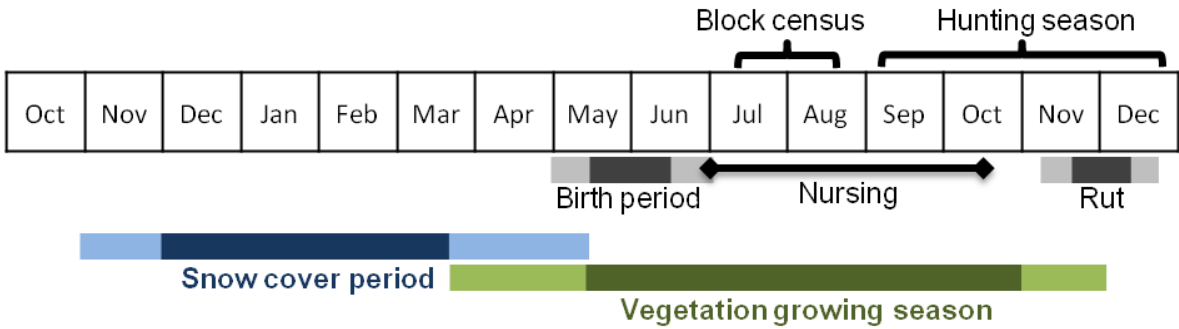 Block census Hunting season
Oct Nov Dec Jan Feb Mar Apr May Jun Jul Aug Sep Oct Nov Dec
Birth period Nursing Rut
Snow cover period
Vegetation growing season